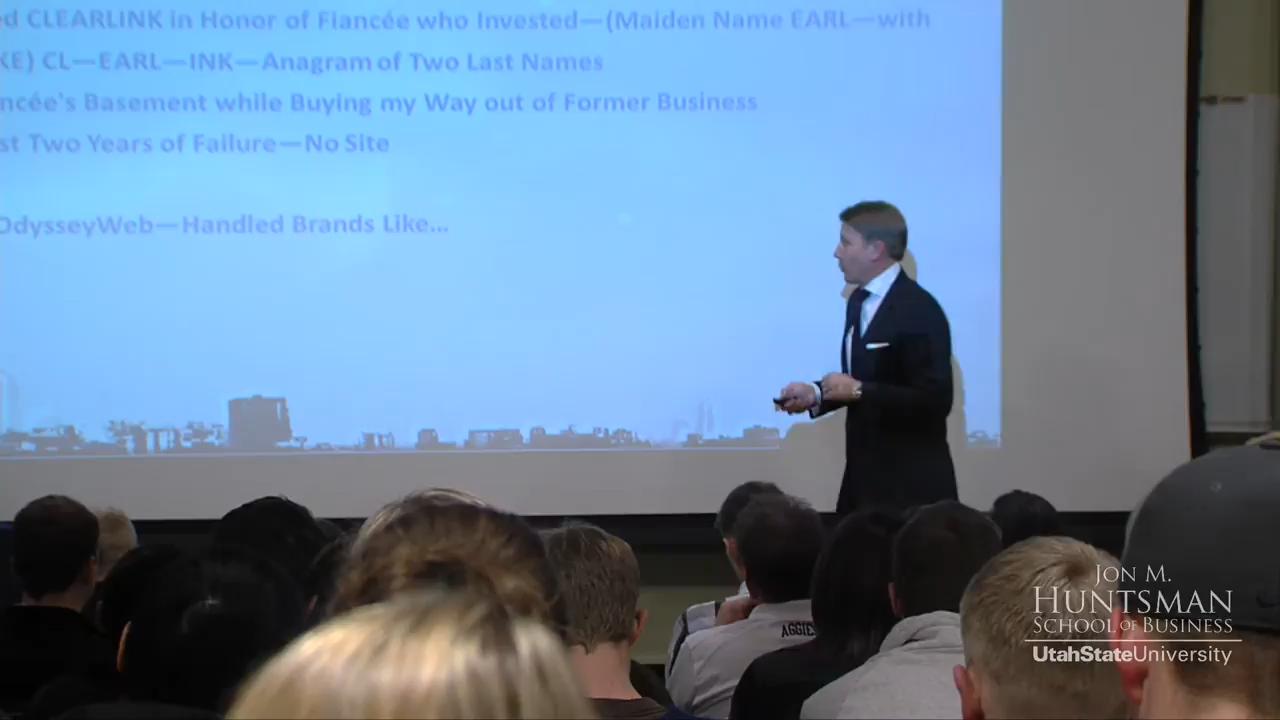 ed CLEARLINK in Honor of Fiancée who Invested—(Maiden Name EARL—with
KE) CL—EARL—INK—Anagram of Two Last Names
ncée's Basement while Buying my Way out of Former Business
st Two Years of Failure—No Site
OdysseyWeb—Handled Brands Like...
AGGIES
JON M.
HUNTSMAN
SCHOOL OF BUSINESS
UtahStateUniversity